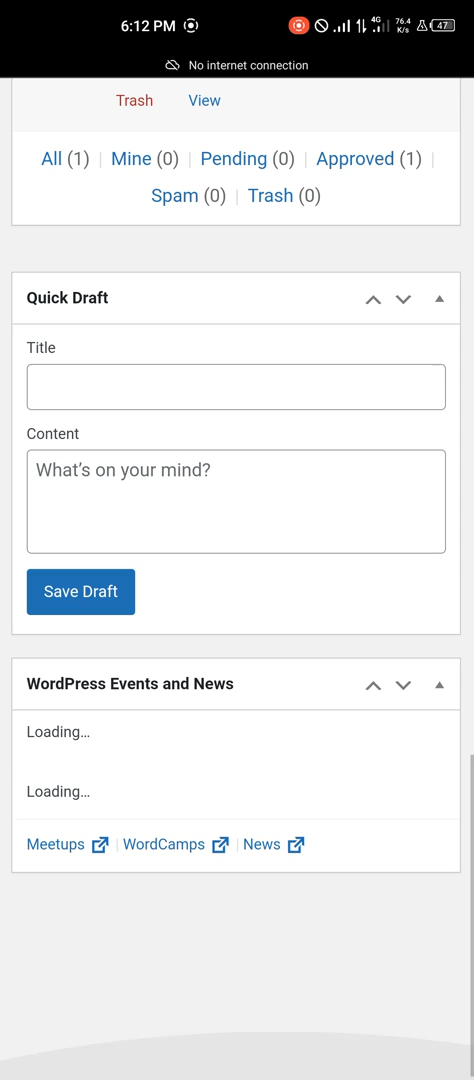 6:12 PM 4G 76.4 K/s 47
No internet connection
Trash View
All (1) | Mine (0) | Pending (0) | Approved (1) |
Spam (0) | Trash (0)
Quick Draft
Title
Content
What's on your mind?
Save Draft
WordPress Events and News
Loading...
Loading...
Meetups | WordCamps | News